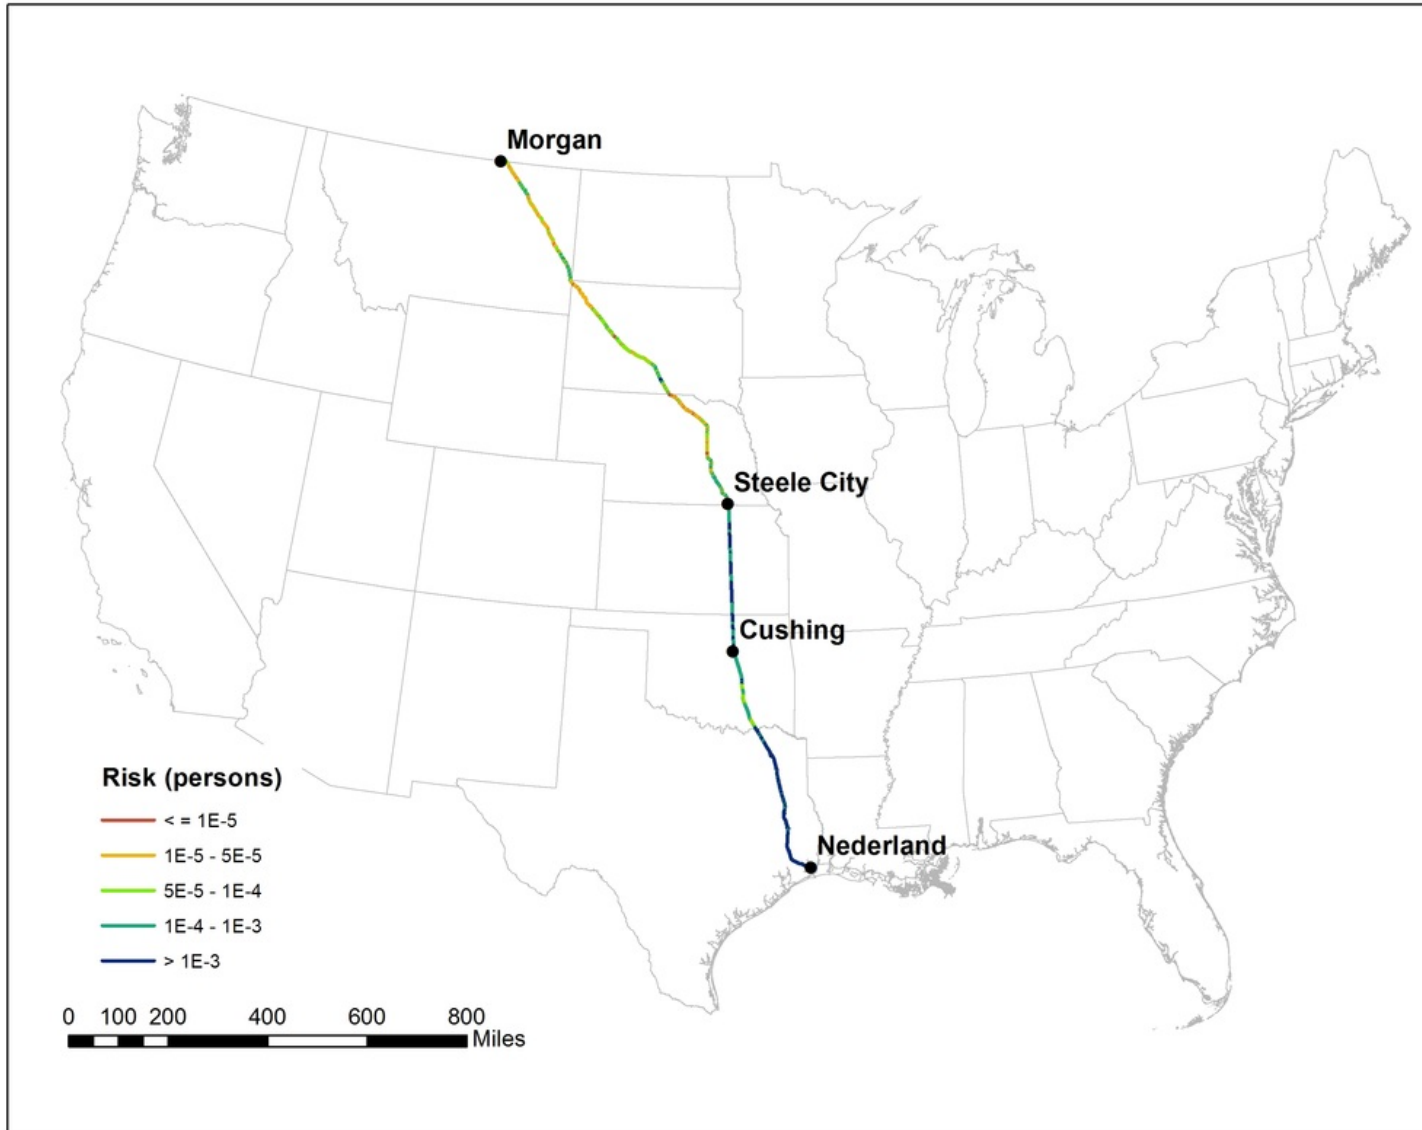 Morgan
Steele City
Cushing
Nederland
Risk (persons)
< = 1E-5
1E-5 - 5E-5
5E-5 - 1E-4
1E-4 - 1E-3
> 1E-3
0 100 200 400 600 800
Miles